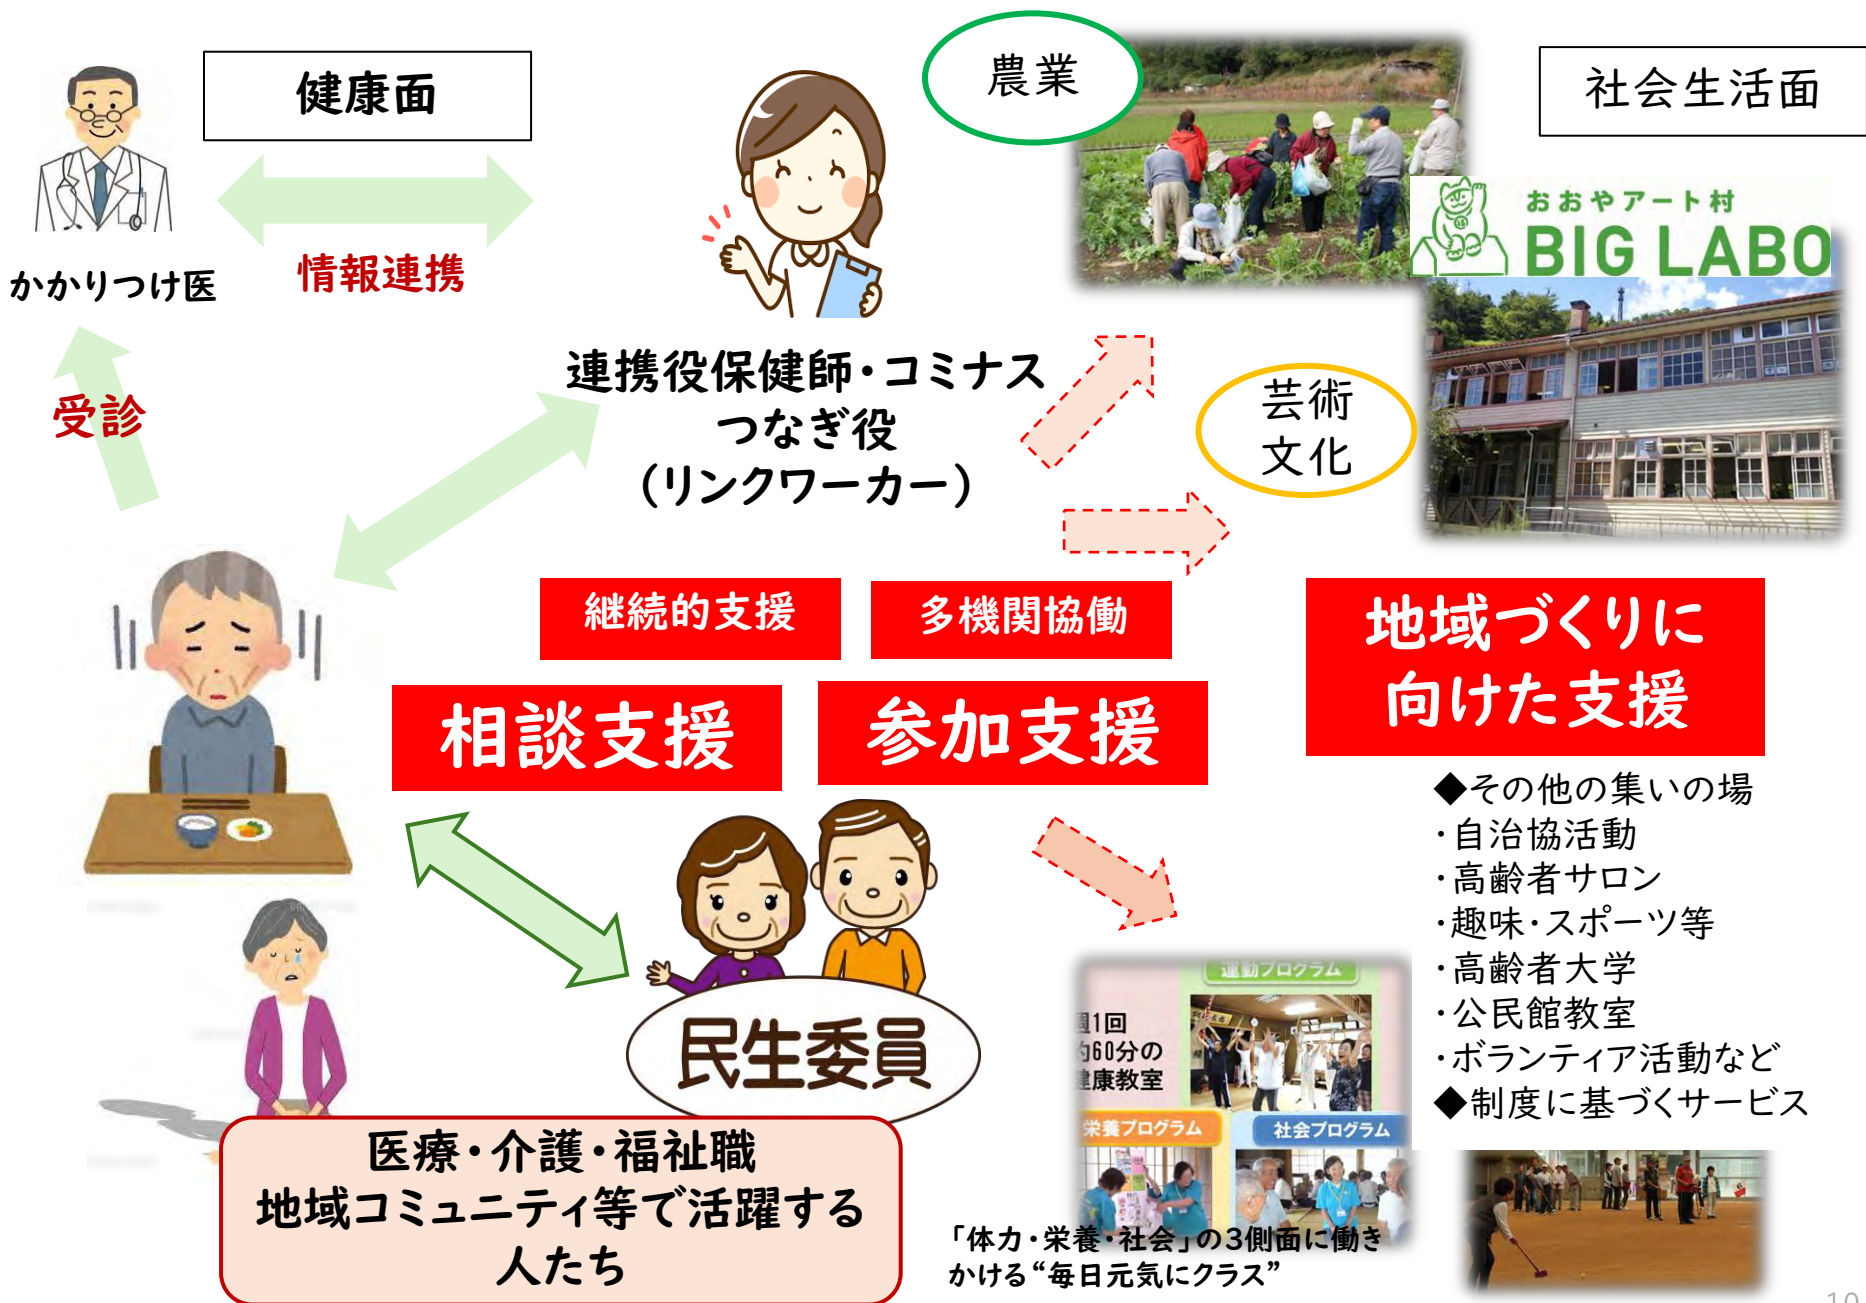 健康面
農業
社会生活面
おおやアート村
BIG LABO
かかりつけ医
情報連携
受診
連携役保健師・コミナス
つなぎ役
(リンクワーカー)
芸術
文化
継続的支援
多機関協働
地域づくりに
向けた支援
相談支援
参加支援
◆その他の集いの場
・自治協活動
・高齢者サロン
・趣味・スポーツ等
・高齢者大学
・公民館教室
・ボランティア活動など
◆制度に基づくサービス
民生委員
運動プログラム
週1回
約60分の
健康教室
栄養プログラム
社会プログラム
医療・介護・福祉職
地域コミュニティ等で活躍する
人たち
「体力・栄養・社会」の3側面に働き
かける“毎日元気にクラス”
10